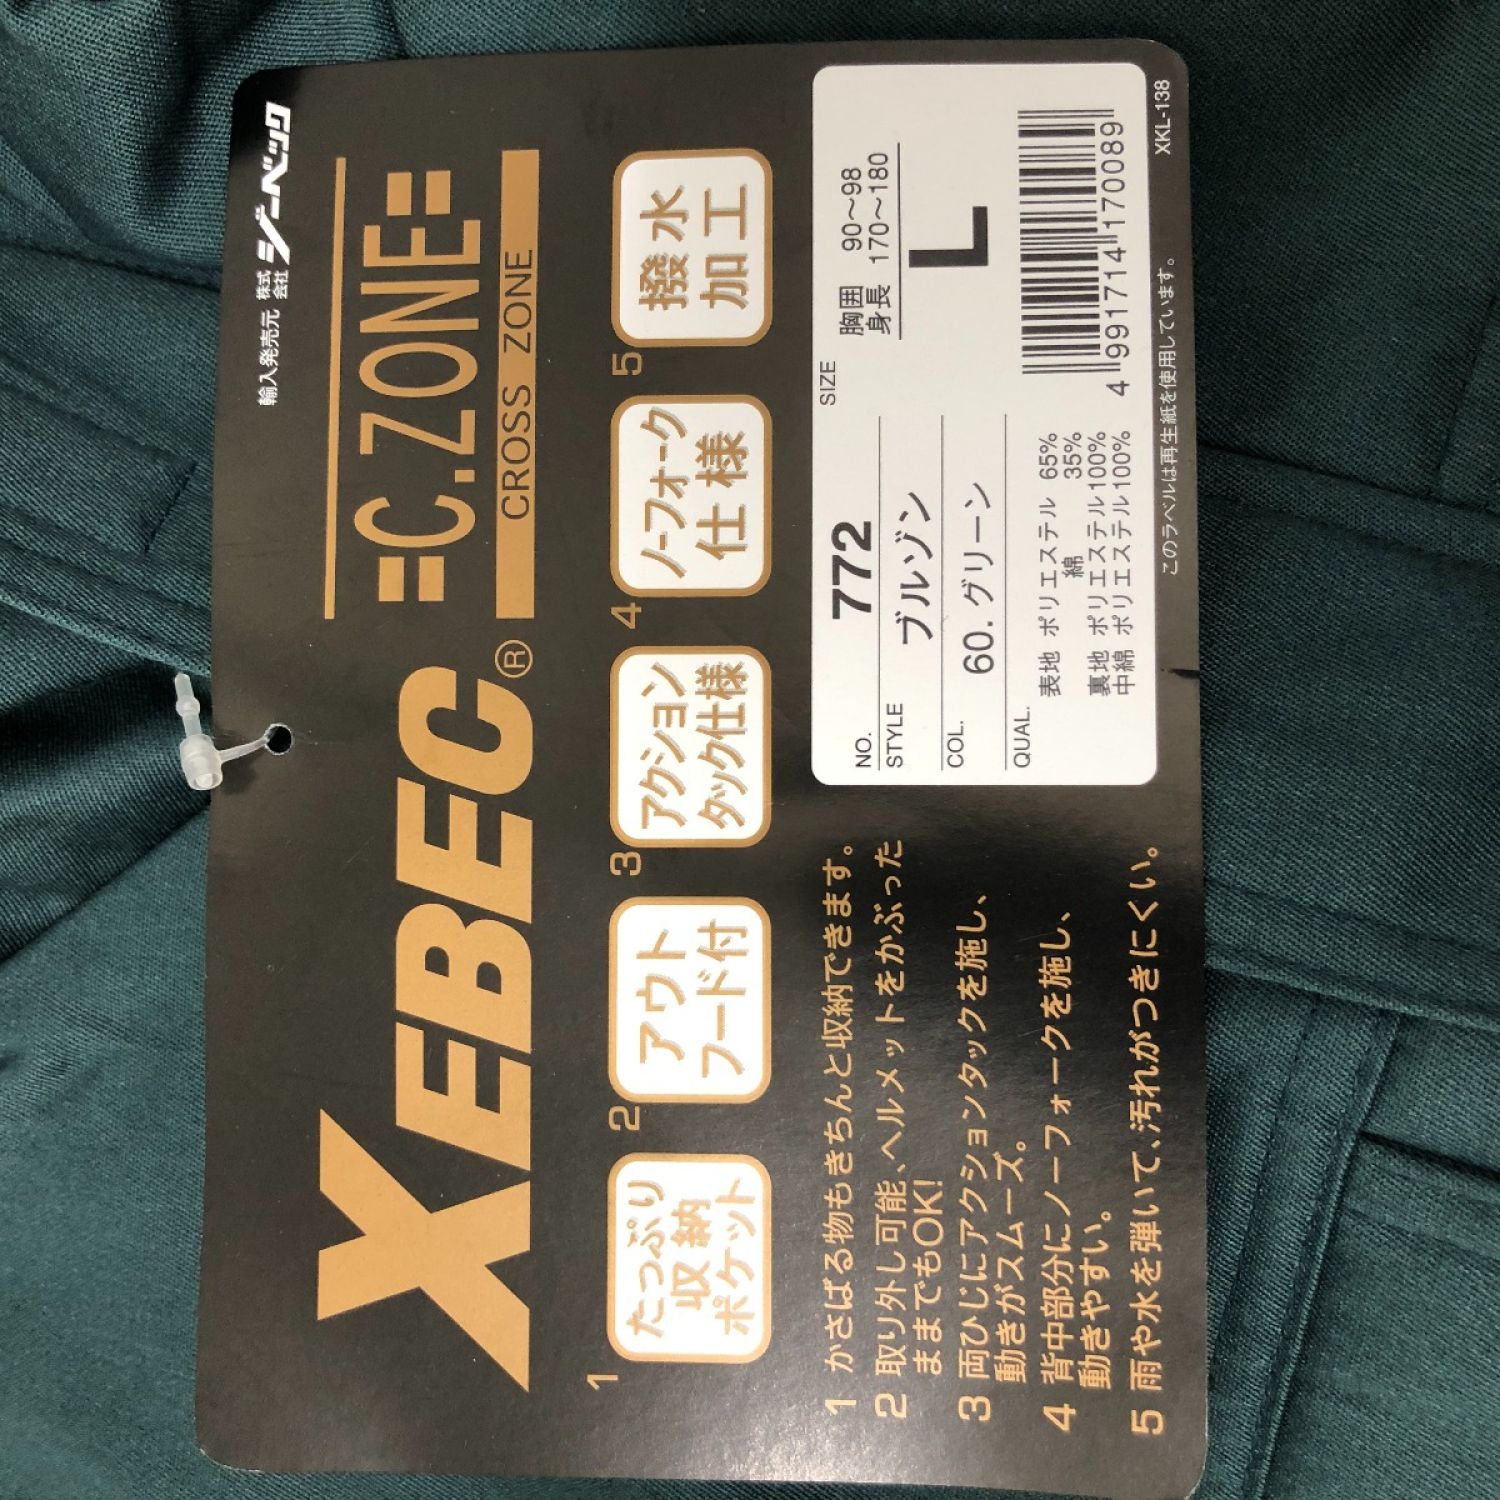 輸入発売元 株式会社 ジーベック
XEBEC®
=C.ZONE=
CROSS ZONE
1
たっぷり
収納
ポケット
2
アウト
フード付
3
アクション
タック仕様
4
ノーフォーク
仕様
5
撥水
加工
1 かさばる物もきちんと収納できます。
2 取り外し可能、ヘルメットをかぶった
ままでもOK!
3 両ひじにアクションタックを施し、
動きがスムーズ。
4 背中部分にノーフォークを施し、
動きやすい。
5 雨や水を弾いて、汚れがつきにくい。
NO. 772
STYLE ブルゾン
COL. 60. グリーン
QUAL.
表地 ポリエステル 65%
綿 35%
裏地 ポリエステル100%
中綿 ポリエステル100%
SIZE
胸囲 90〜98
身長 170〜180
L
4991714170089
このラベルは再生紙を使用しています。
XKL-138